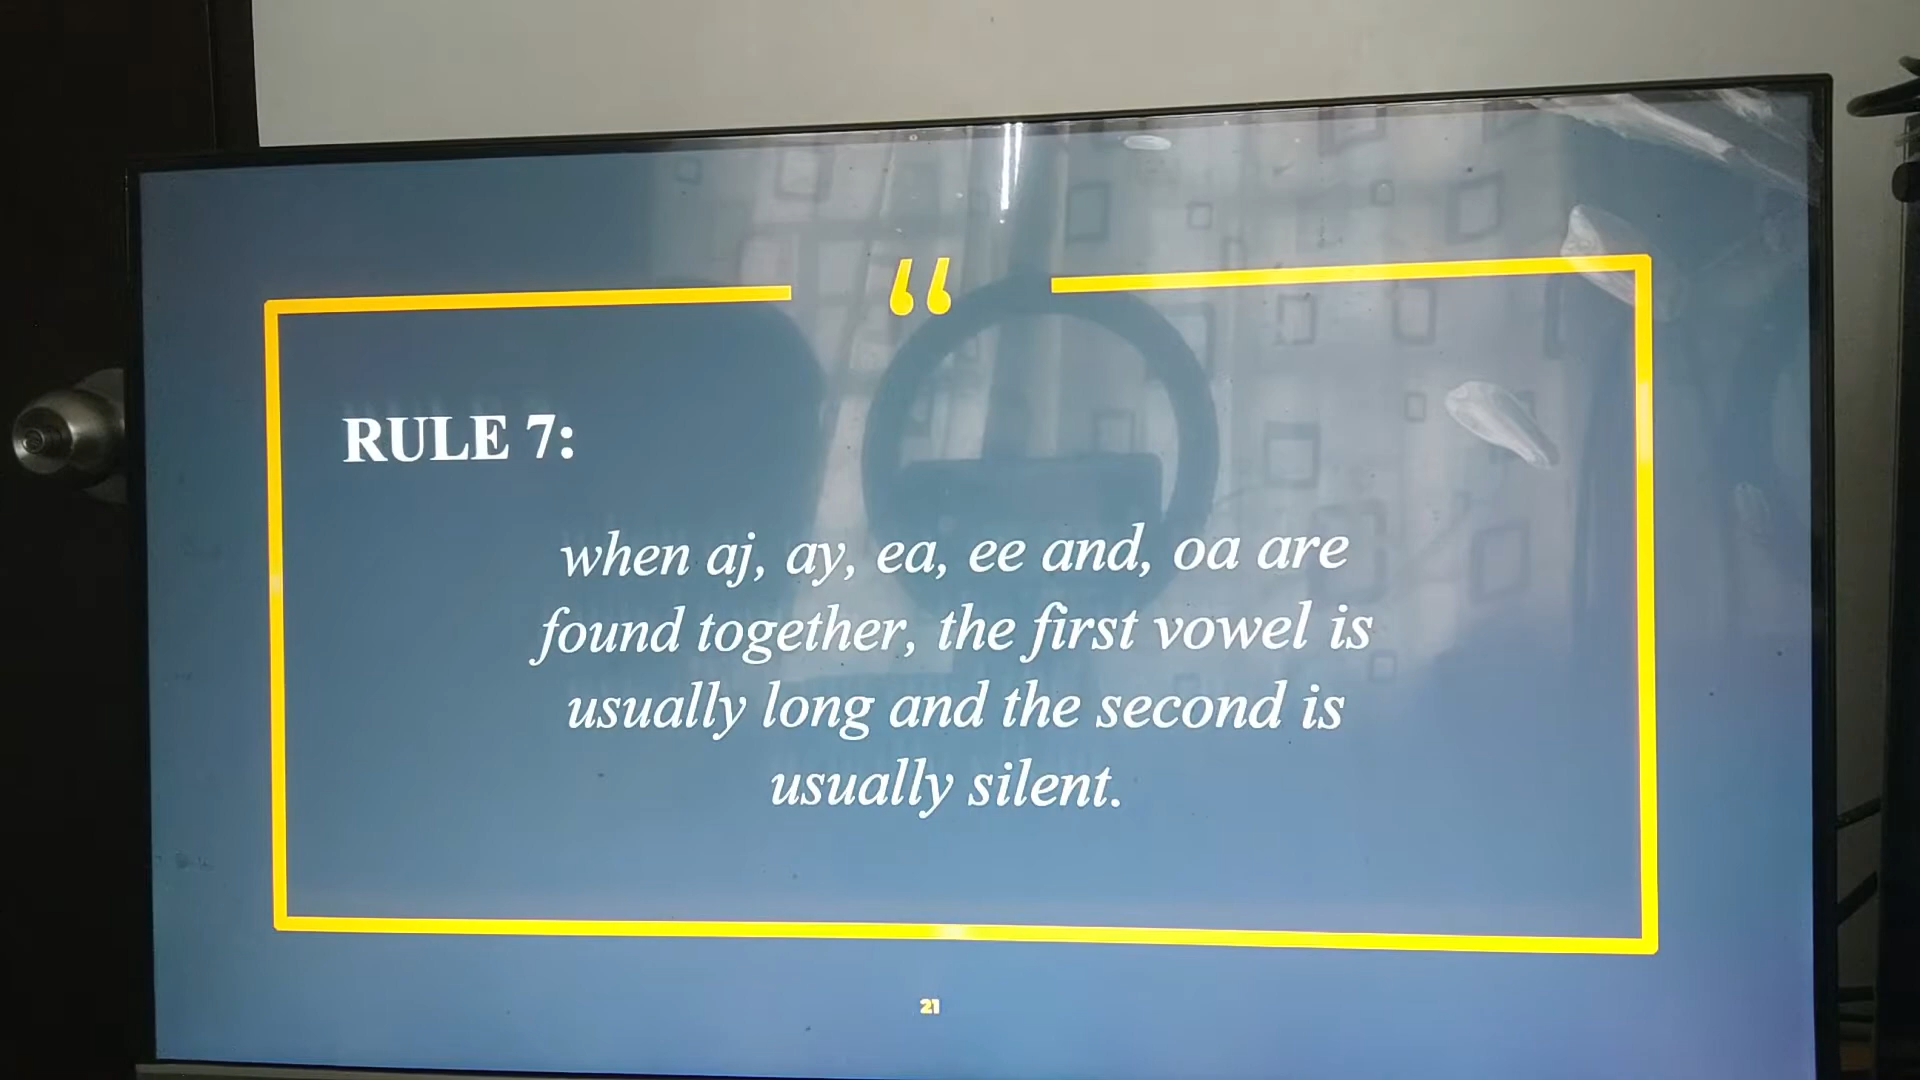 “
RULE 7:
when aj, ay, ea, ee and, oa are
found together, the first vowel is
usually long and the second is
usually silent.
21